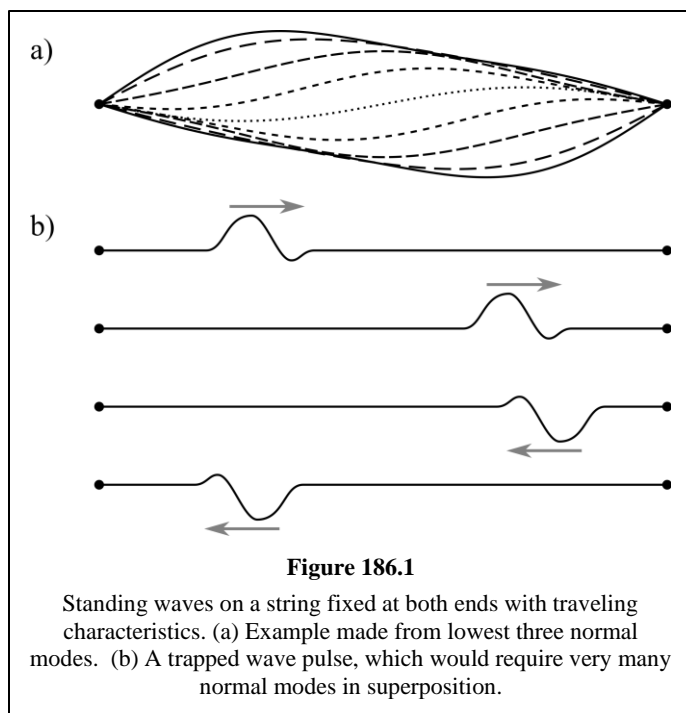 a)
b)
Figure 186.1
Standing waves on a string fixed at both ends with traveling
characteristics. (a) Example made from lowest three normal
modes. (b) A trapped wave pulse, which would require very many
normal modes in superposition.